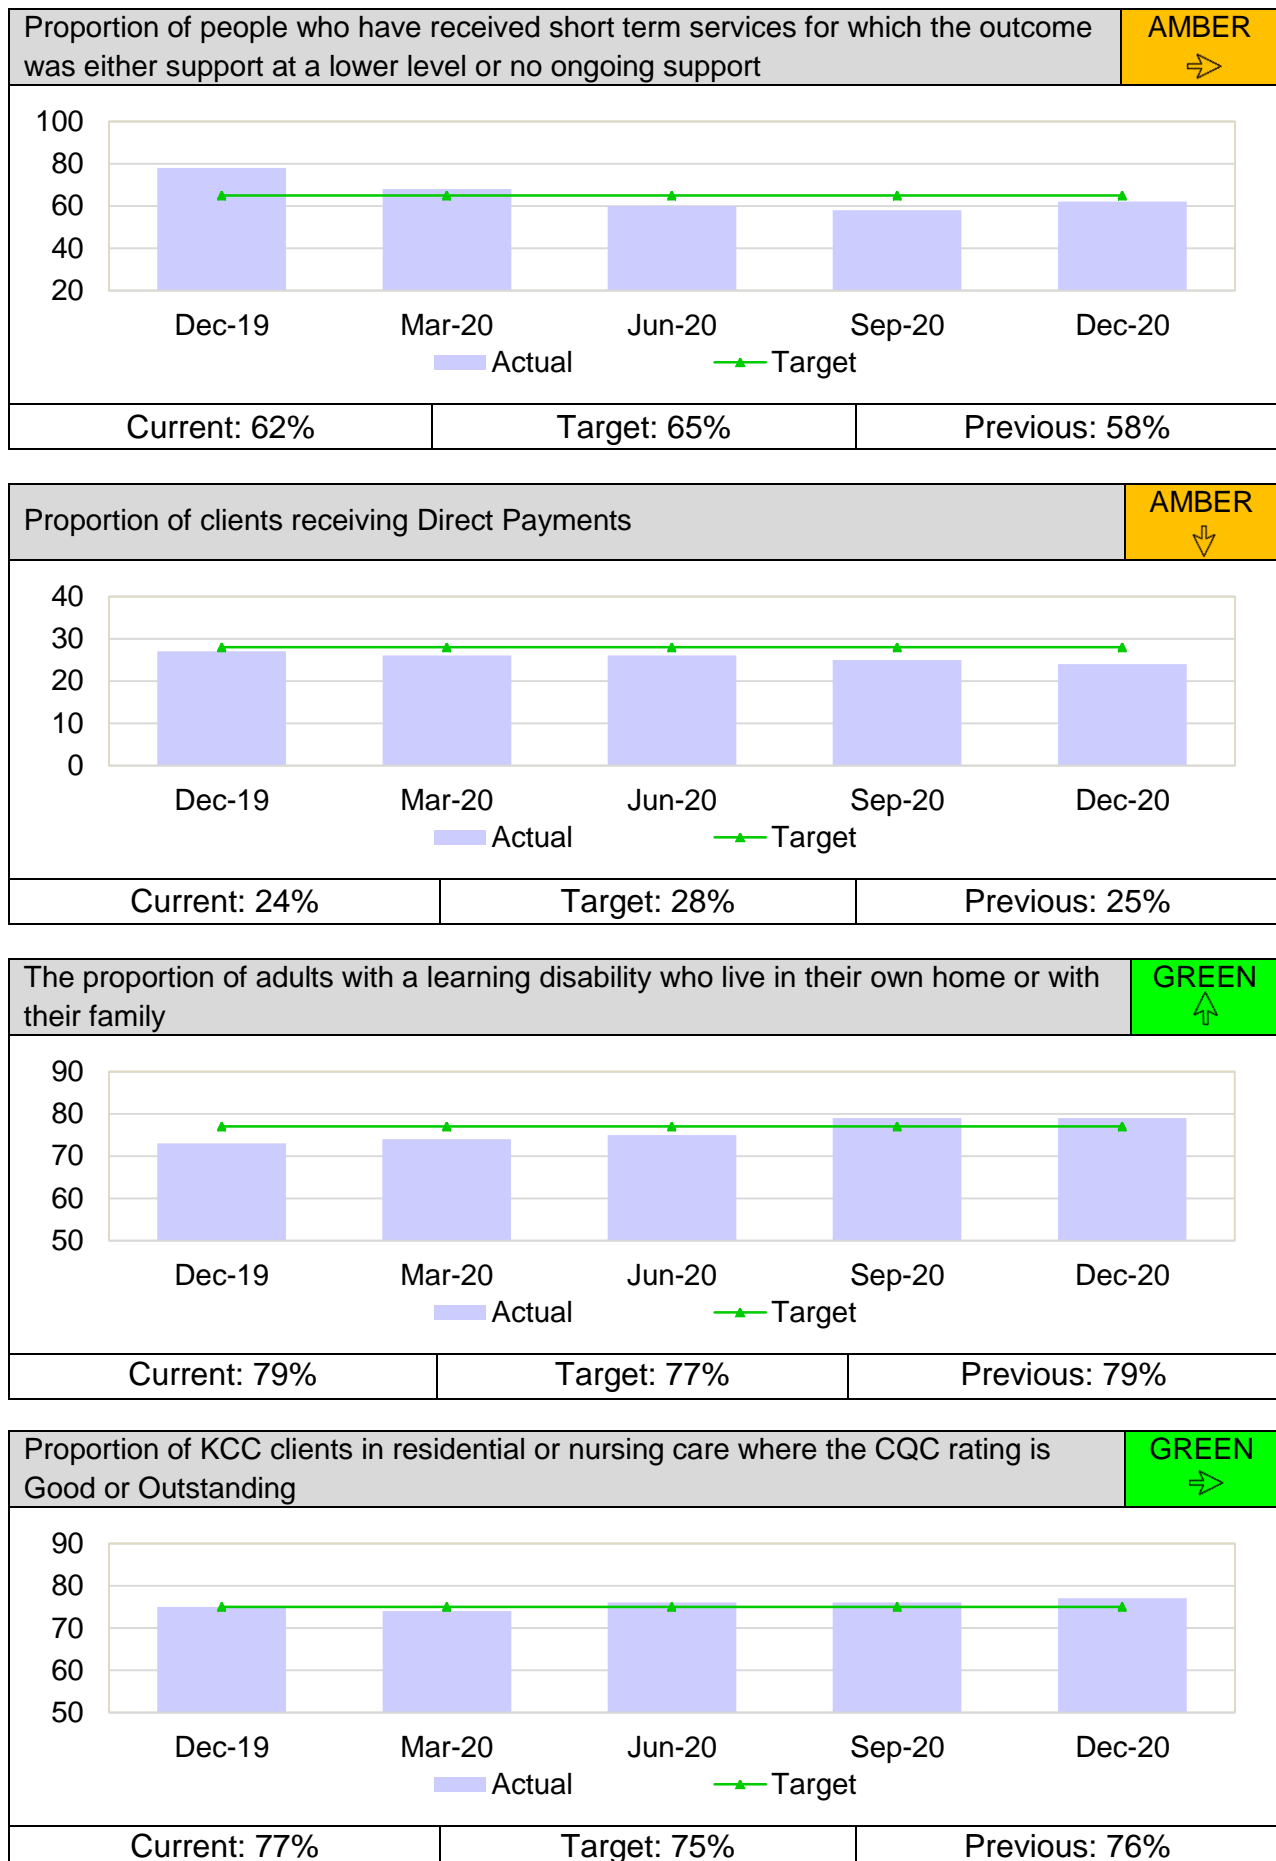 Proportion of people who have received short term services for which the outcome
was either support at a lower level or no ongoing support
AMBER
100
80
60
40
20
Dec-19 Mar-20 Jun-20 Sep-20 Dec-20
Actual Target
Current: 62% Target: 65% Previous: 58%
Proportion of clients receiving Direct Payments
AMBER
40
30
20
10
0
Dec-19 Mar-20 Jun-20 Sep-20 Dec-20
Actual Target
Current: 24% Target: 28% Previous: 25%
The proportion of adults with a learning disability who live in their own home or with
their family
GREEN
90
80
70
60
50
Dec-19 Mar-20 Jun-20 Sep-20 Dec-20
Actual Target
Current: 79% Target: 77% Previous: 79%
Proportion of KCC clients in residential or nursing care where the CQC rating is
Good or Outstanding
GREEN
90
80
70
60
50
Dec-19 Mar-20 Jun-20 Sep-20 Dec-20
Actual Target
Current: 77% Target: 75% Previous: 76%